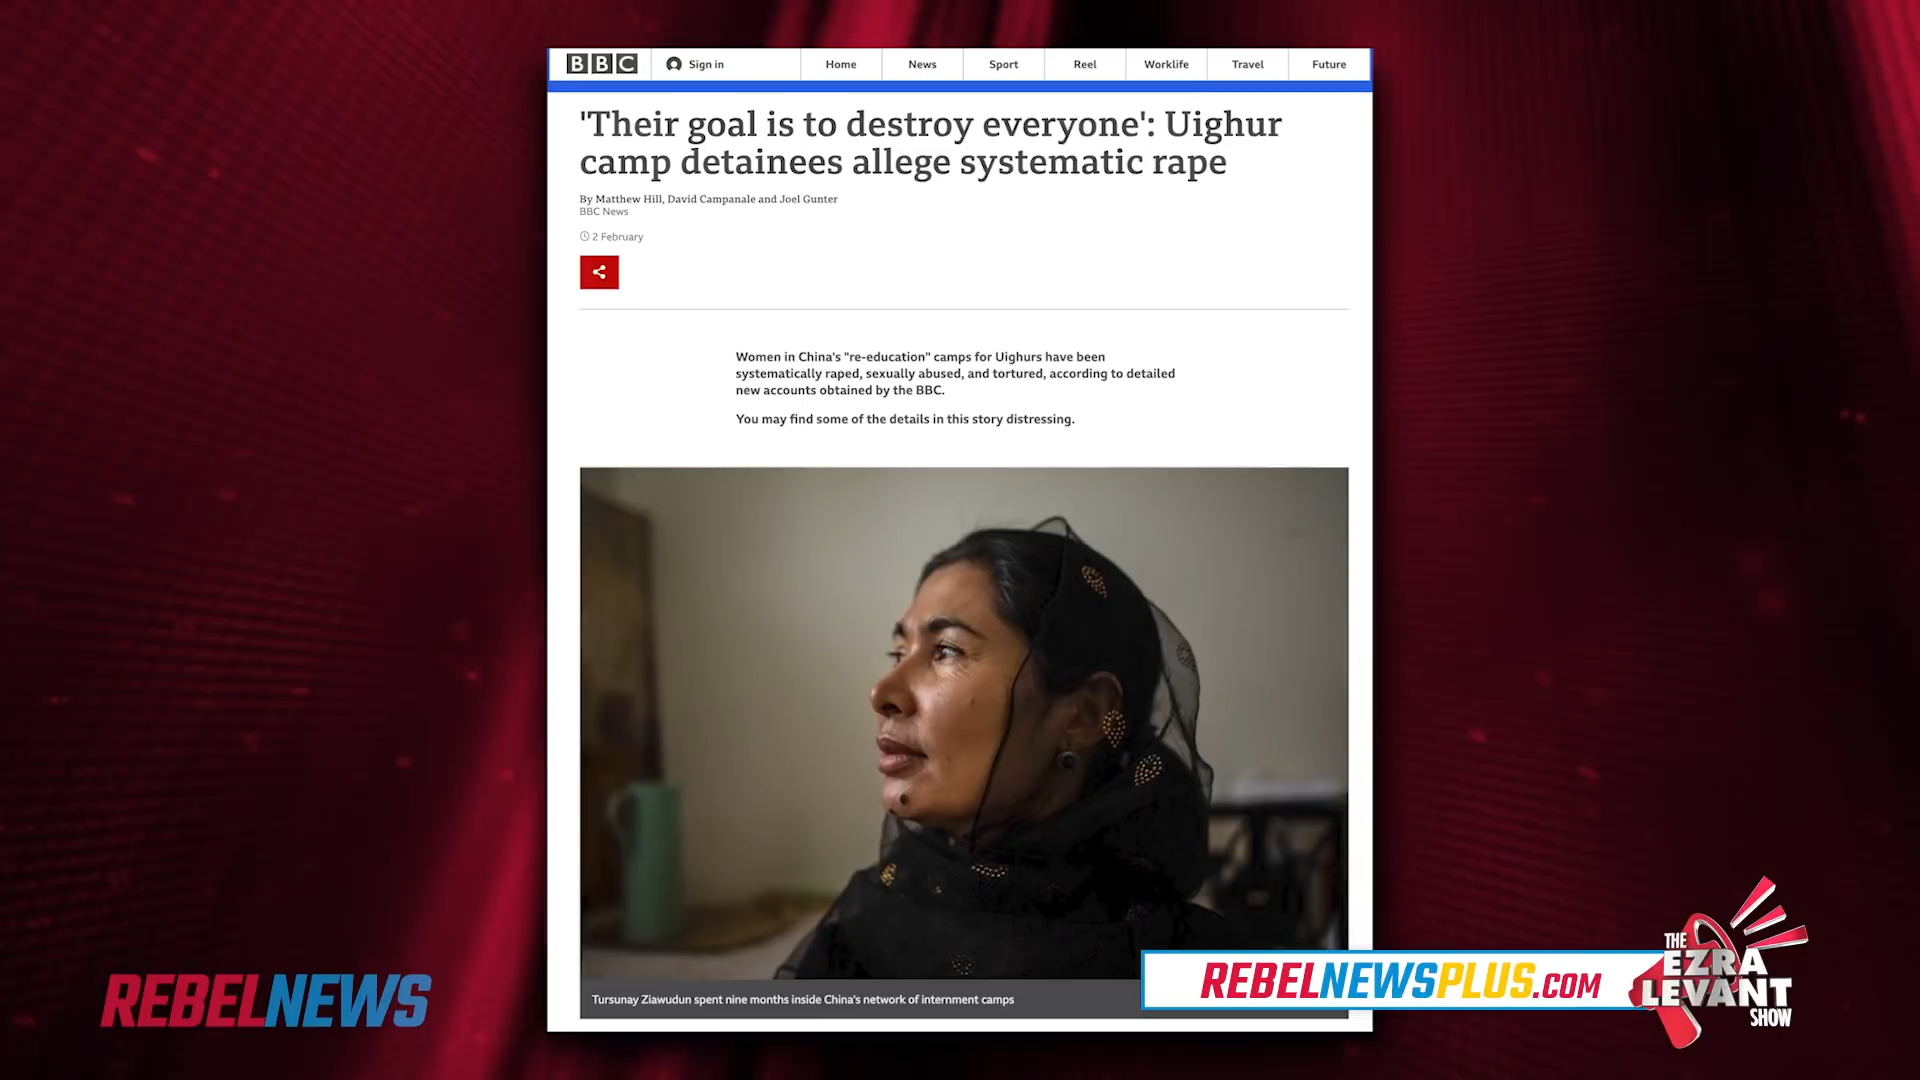 BBC
Sign in
Home
News
Sport
Reel
Worklife
Travel
Future
'Their goal is to destroy everyone': Uighur
camp detainees allege systematic rape
By Matthew Hill, David Campanale and Joel Gunter
BBC News
2 February
Women in China's "re-education" camps for Uighurs have been
systematically raped, sexually abused, and tortured, according to detailed
new accounts obtained by the BBC.
You may find some of the details in this story distressing.
Tursunay Ziawudun spent nine months inside China's network of internment camps
REBELNEWS
REBELNEWSPLUS.COM
THE
EZRA
LEVANT
SHOW